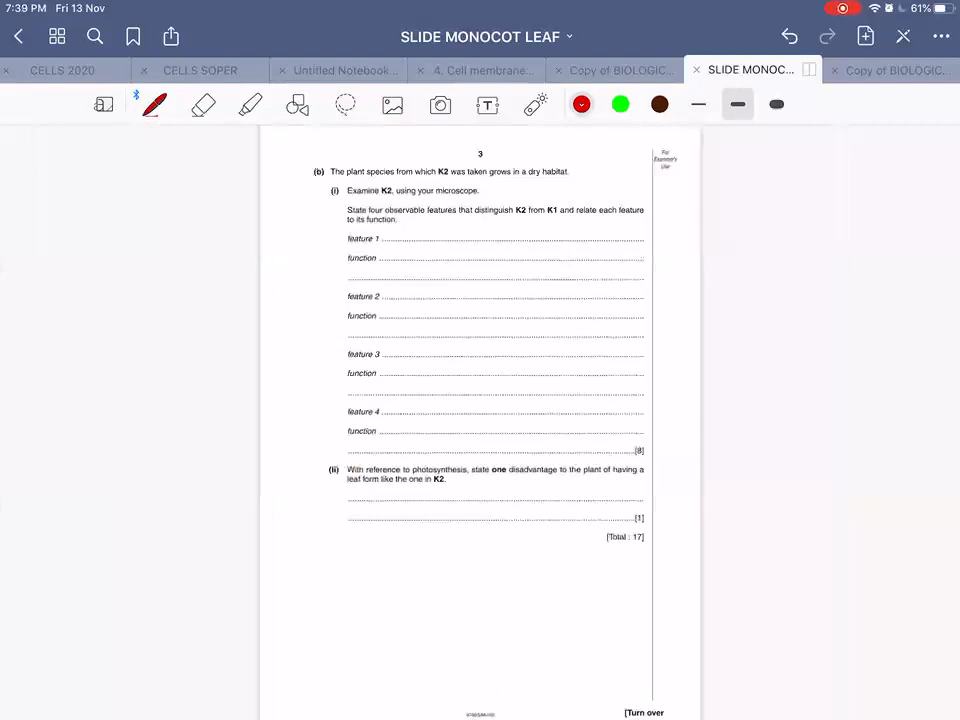 7:39 PM Fri 13 Nov
61%
SLIDE MONOCOT LEAF
CELLS 2020
CELLS SOPER
Untitled Notebook...
4. Cell membrane...
Copy of BIOLOGIC...
SLIDE MONOC...
Copy of BIOLOGIC...
3
For
Examiner's
Use
(b) The plant species from which K2 was taken grows in a dry habitat.
(i) Examine K2, using your microscope.
State four observable features that distinguish K2 from K1 and relate each feature
to its function.
feature 1
function
feature 2
function
feature 3
function
feature 4
function
[8]
(ii) With reference to photosynthesis, state one disadvantage to the plant of having a
leaf form like the one in K2.
[1]
[Total : 17]
[Turn over